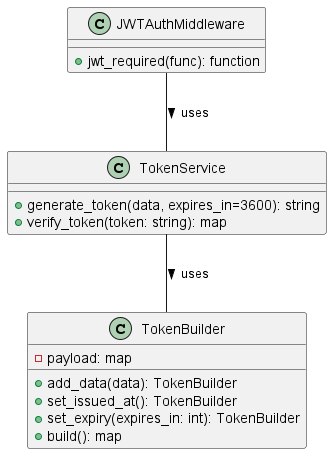 C JWTAuthMiddleware
jwt_required(func): function
uses
C TokenService
generate_token(data, expires_in=3600): string
verify_token(token: string): map
uses
C TokenBuilder
payload: map
add_data(data): TokenBuilder
set_issued_at(): TokenBuilder
set_expiry(expires_in: int): TokenBuilder
build(): map